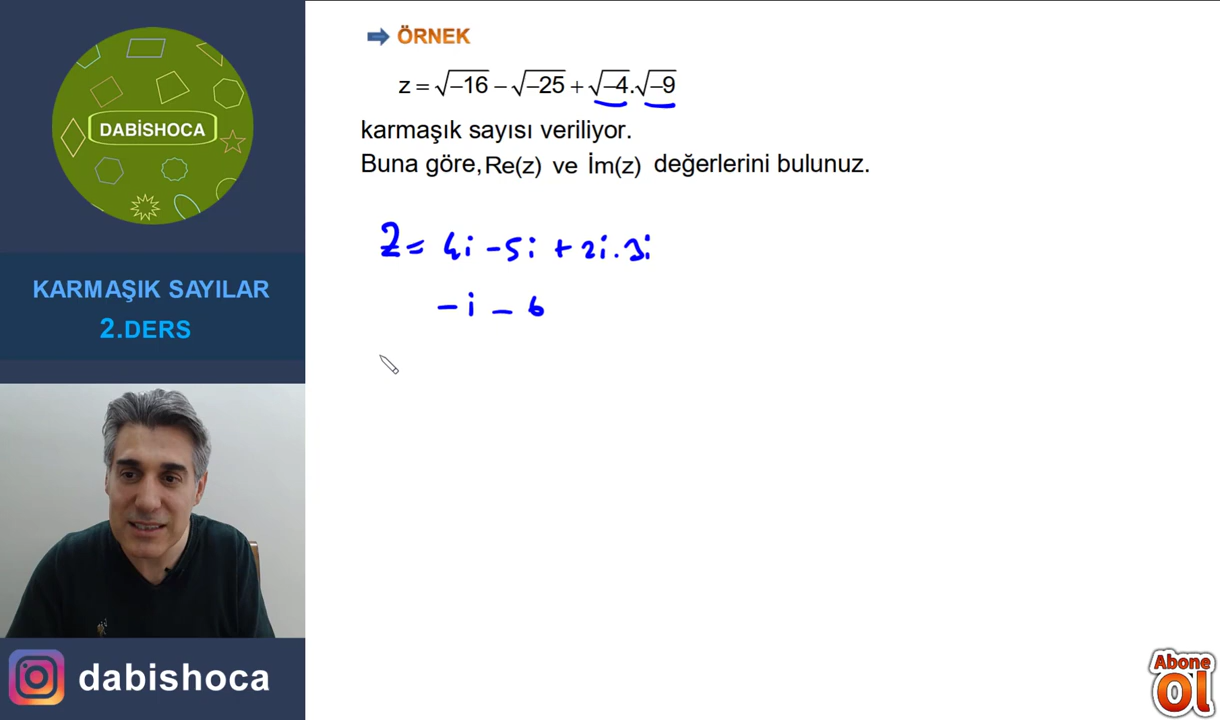 DABİSHOCA
KARMAŞIK SAYILAR
2.DERS
dabishoca
ÖRNEK
z = √−16 − √−25 + √−4.√−9
karmaşık sayısı veriliyor.
Buna göre, Re(z) ve İm(z) değerlerini bulunuz.
Z = 4i − 5i + 2i.3i
− i − 6
Abone
Ol